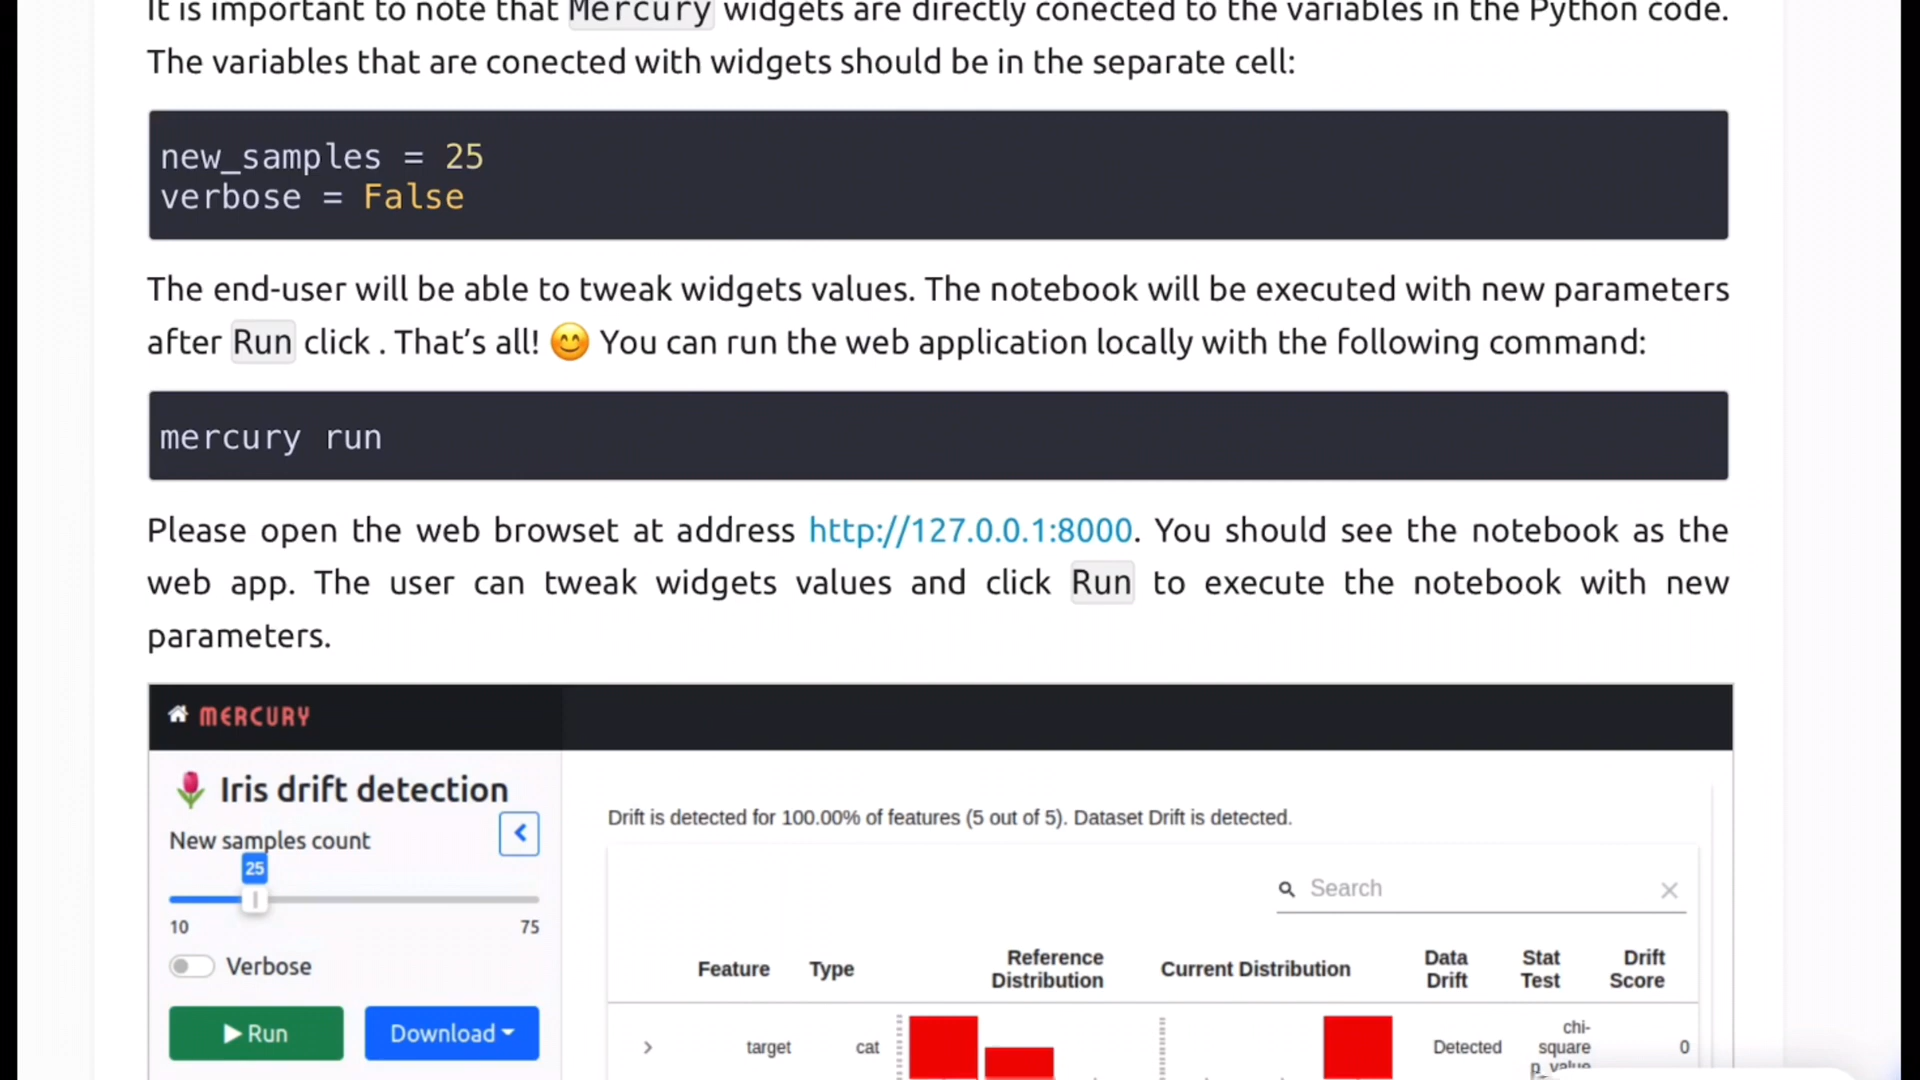 It is important to note that Mercury widgets are directly conected to the variables in the Python code.
The variables that are conected with widgets should be in the separate cell:
new_samples = 25
verbose = False
The end-user will be able to tweak widgets values. The notebook will be executed with new parameters
after Run click . That’s all! 😊 You can run the web application locally with the following command:
mercury run
Please open the web browset at address http://127.0.0.1:8000. You should see the notebook as the
web app. The user can tweak widgets values and click Run to execute the notebook with new
parameters.
MERCURY
Iris drift detection
New samples count
25
10 75
Verbose
Run Download
Drift is detected for 100.00% of features (5 out of 5). Dataset Drift is detected.
Search
Feature Type Reference Distribution Current Distribution Data Drift Stat Test Drift Score
target cat Detected chi-square p_value 0